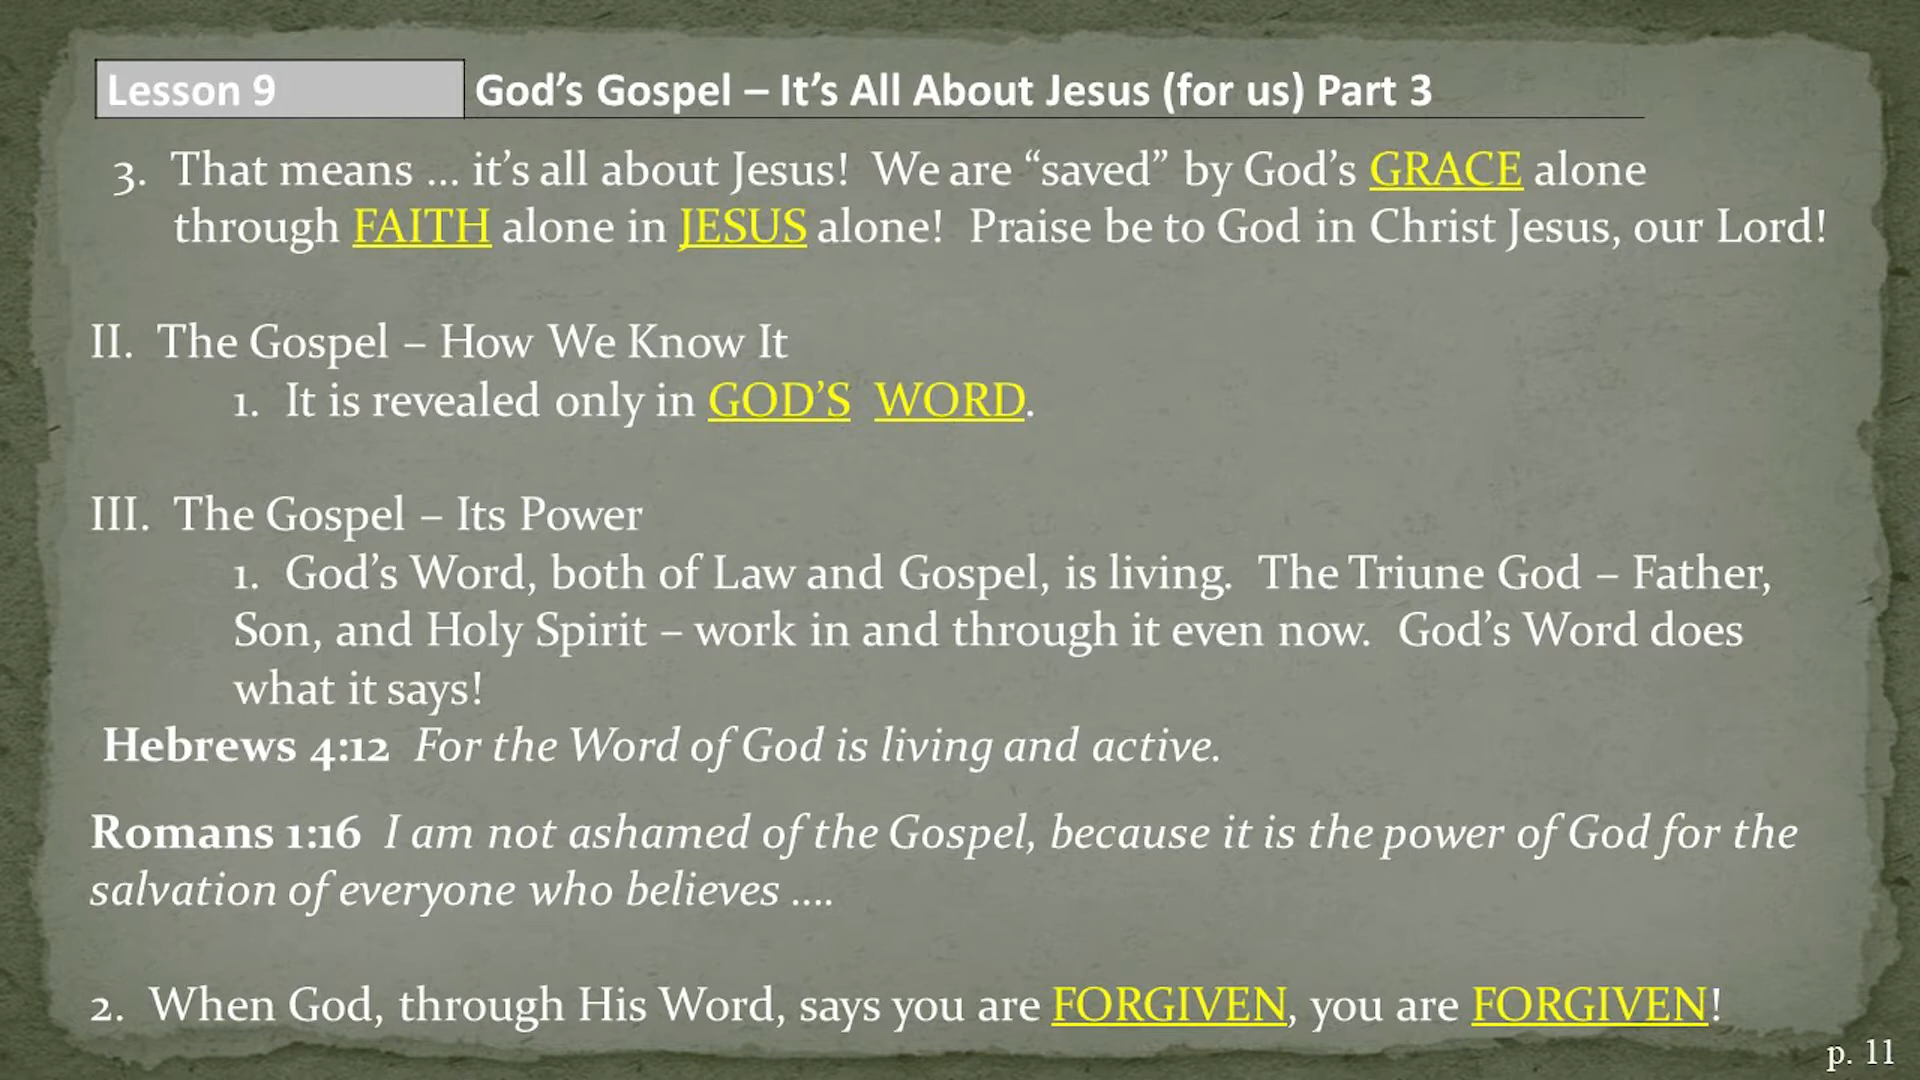 Lesson 9 God's Gospel – It's All About Jesus (for us) Part 3
3. That means ... it's all about Jesus! We are “saved” by God's GRACE alone
through FAITH alone in JESUS alone! Praise be to God in Christ Jesus, our Lord!
II. The Gospel – How We Know It
1. It is revealed only in GOD'S WORD.
III. The Gospel – Its Power
1. God's Word, both of Law and Gospel, is living. The Triune God – Father,
Son, and Holy Spirit – work in and through it even now. God's Word does
what it says!
Hebrews 4:12 For the Word of God is living and active.
Romans 1:16 I am not ashamed of the Gospel, because it is the power of God for the
salvation of everyone who believes ....
2. When God, through His Word, says you are FORGIVEN, you are FORGIVEN!
p. 11